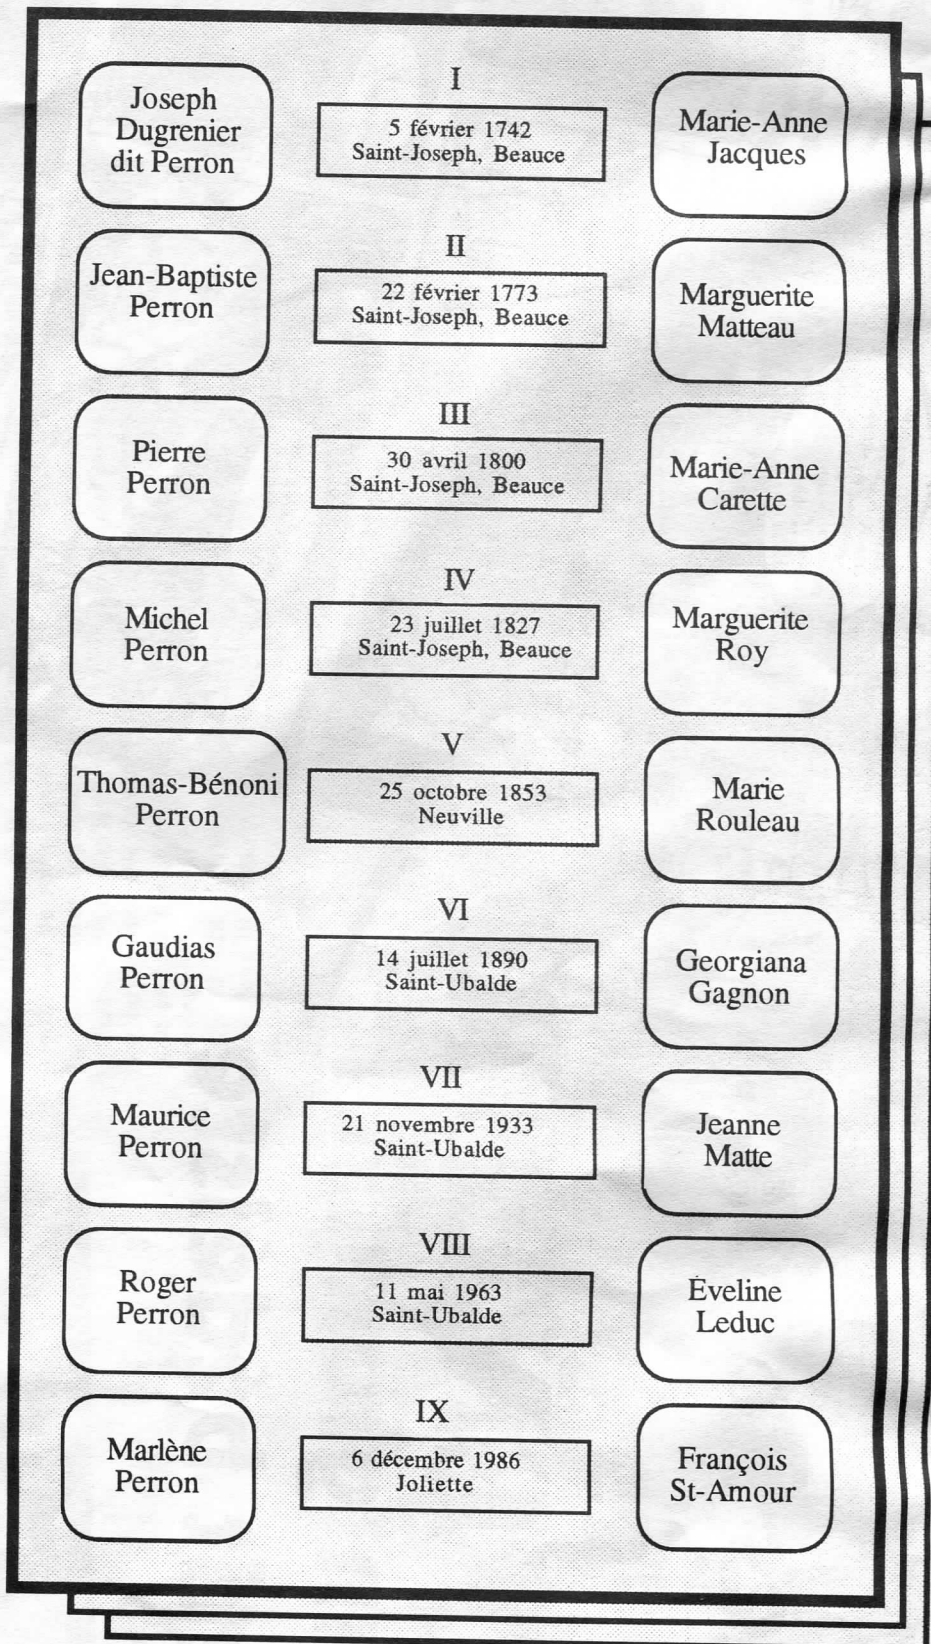 I
Joseph
Dugrenier
dit Perron
5 février 1742
Saint-Joseph, Beauce
Marie-Anne
Jacques
II
Jean-Baptiste
Perron
22 février 1773
Saint-Joseph, Beauce
Marguerite
Matteau
III
Pierre
Perron
30 avril 1800
Saint-Joseph, Beauce
Marie-Anne
Carette
IV
Michel
Perron
23 juillet 1827
Saint-Joseph, Beauce
Marguerite
Roy
V
Thomas-Bénoni
Perron
25 octobre 1853
Neuville
Marie
Rouleau
VI
Gaudias
Perron
14 juillet 1890
Saint-Ubalde
Georgiana
Gagnon
VII
Maurice
Perron
21 novembre 1933
Saint-Ubalde
Jeanne
Matte
VIII
Roger
Perron
11 mai 1963
Saint-Ubalde
Éveline
Leduc
IX
Marlène
Perron
6 décembre 1986
Joliette
François
St-Amour